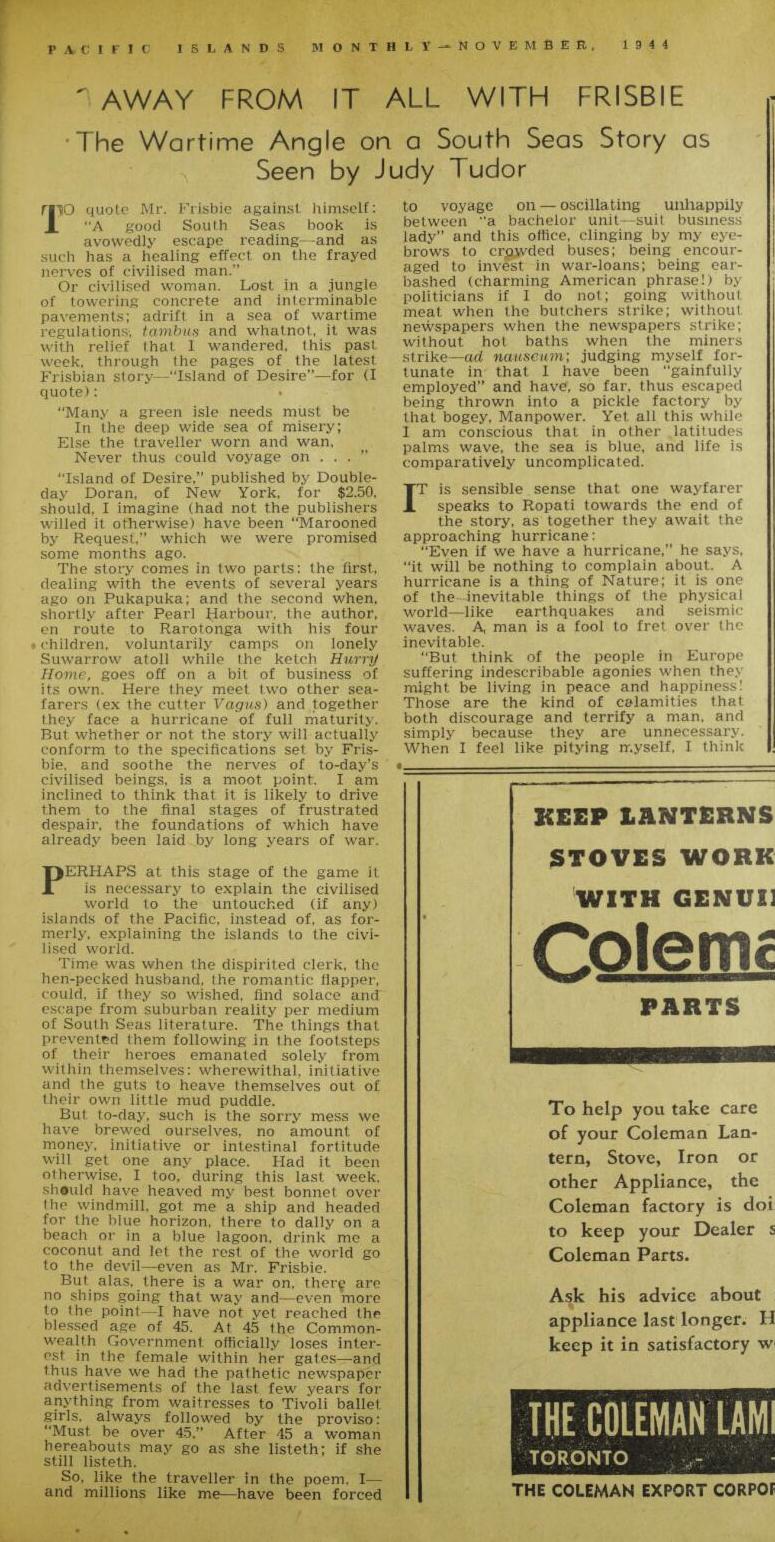 PACIFIC ISLANDS MONTHLY—NOVEMBER, 1944
AWAY FROM IT ALL WITH FRISBIE
The Wartime Angle on a South Seas Story as
Seen by Judy Tudor
TO quote Mr. Frisbie against himself:
"A good South Seas book is
avowedly escape reading—and as
such has a healing effect on the frayed
nerves of civilised man."
Or civilised woman. Lost in a jungle
of towering concrete and interminable
pavements; adrift in a sea of wartime
regulations, tambus and whatnot, it was
with relief that I wandered, this past
week, through the pages of the latest
Frisbian story—"Island of Desire"—for (I
quote):
"Many a green isle needs must be
In the deep wide sea of misery;
Else the traveller worn and wan,
Never thus could voyage on . . . "
"Island of Desire," published by Double-
day Doran, of New York, for $2.50,
should, I imagine (had not the publishers
willed it otherwise) have been "Marooned
by Request," which we were promised
some months ago.
The story comes in two parts: the first,
dealing with the events of several years
ago on Pukapuka; and the second when,
shortly after Pearl Harbour, the author,
en route to Rarotonga with his four
children, voluntarily camps on lonely
Suwarrow atoll while the ketch Hurry
Home, goes off on a bit of business of
its own. Here they meet two other sea-
farers (ex the cutter Vagus) and together
they face a hurricane of full maturity.
But whether or not the story will actually
conform to the specifications set by Fris-
bie, and soothe the nerves of to-day's
civilised beings, is a moot point. I am
inclined to think that it is likely to drive
them to the final stages of frustrated
despair, the foundations of which have
already been laid by long years of war.
PERHAPS at this stage of the game it
is necessary to explain the civilised
world to the untouched (if any)
islands of the Pacific, instead of, as for-
merly, explaining the islands to the civi-
lised world.
Time was when the dispirited clerk, the
hen-pecked husband, the romantic flapper,
could, if they so wished, find solace and
escape from suburban reality per medium
of South Seas literature. The things that
prevented them following in the footsteps
of their heroes emanated solely from
within themselves: wherewithal, initiative
and the guts to heave themselves out of
their own little mud puddle.
But to-day, such is the sorry mess we
have brewed ourselves, no amount of
money, initiative or intestinal fortitude
will get one any place. Had it been
otherwise, I too, during this last week,
should have heaved my best bonnet over
the windmill, got me a ship and headed
for the blue horizon, there to dally on a
beach or in a blue lagoon, drink me a
coconut and let the rest of the world go
to the devil—even as Mr. Frisbie.
But alas, there is a war on, there are
no ships going that way and—even more
to the point—I have not yet reached the
blessed age of 45. At 45 the Common-
wealth Government officially loses inter-
est in the female within her gates—and
thus have we had the pathetic newspaper
advertisements of the last few years for
anything from waitresses to Tivoli ballet
girls, always followed by the proviso:
"Must be over 45." After 45 a woman
hereabouts may go as she listeth; if she
still listeth.
So, like the traveller in the poem, I—
and millions like me—have been forced
to voyage on—oscillating unhappily
between "a bachelor unit—suit business
lady" and this office, clinging by my eye-
brows to crowded buses; being encour-
aged to invest in war-loans; being ear-
bashed (charming American phrase!) by
politicians if I do not; going without
meat when the butchers strike; without
newspapers when the newspapers strike;
without hot baths when the miners
strike—ad nauseum; judging myself for-
tunate in that I have been "gainfully
employed" and have, so far, thus escaped
being thrown into a pickle factory by
that bogey, Manpower. Yet all this while
I am conscious that in other latitudes
palms wave, the sea is blue, and life is
comparatively uncomplicated.
IT is sensible sense that one wayfarer
speaks to Ropati towards the end of
the story, as together they await the
approaching hurricane:
"Even if we have a hurricane," he says,
"it will be nothing to complain about. A
hurricane is a thing of Nature; it is one
of the inevitable things of the physical
world—like earthquakes and seismic
waves. A man is a fool to fret over the
inevitable.
"But think of the people in Europe
suffering indescribable agonies when they
might be living in peace and happiness!
Those are the kind of calamities that
both discourage and terrify a man, and
simply because they are unnecessary.
When I feel like pitying myself, I think
KEEP LANTERNS
STOVES WORK
WITH GENUI
Colema
PARTS
To help you take care
of your Coleman Lan-
tern, Stove, Iron or
other Appliance, the
Coleman factory is doi
to keep your Dealer s
Coleman Parts.
Ask his advice about
appliance last longer. H
keep it in satisfactory w
THE COLEMAN LAM
TORONTO
THE COLEMAN EXPORT CORPOR